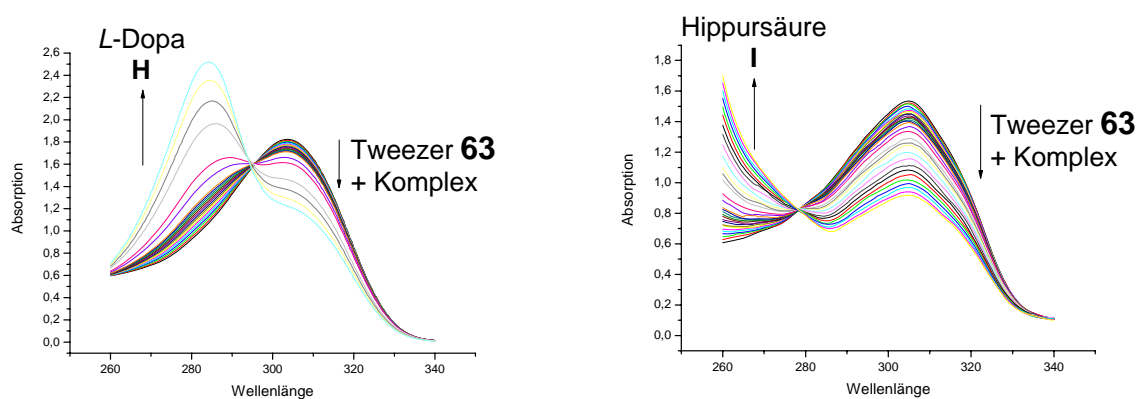 L-Dopa
H
Tweezer 63
+ Komplex
Absorption
2,6
2,4
2,2
2,0
1,8
1,6
1,4
1,2
1,0
0,8
0,6
0,4
0,2
0,0
260 280 300 320 340
Wellenlänge
Hippursäure
I
Tweezer 63
+ Komplex
Absorption
1,8
1,6
1,4
1,2
1,0
0,8
0,6
0,4
0,2
0,0
260 280 300 320 340
Wellenlänge